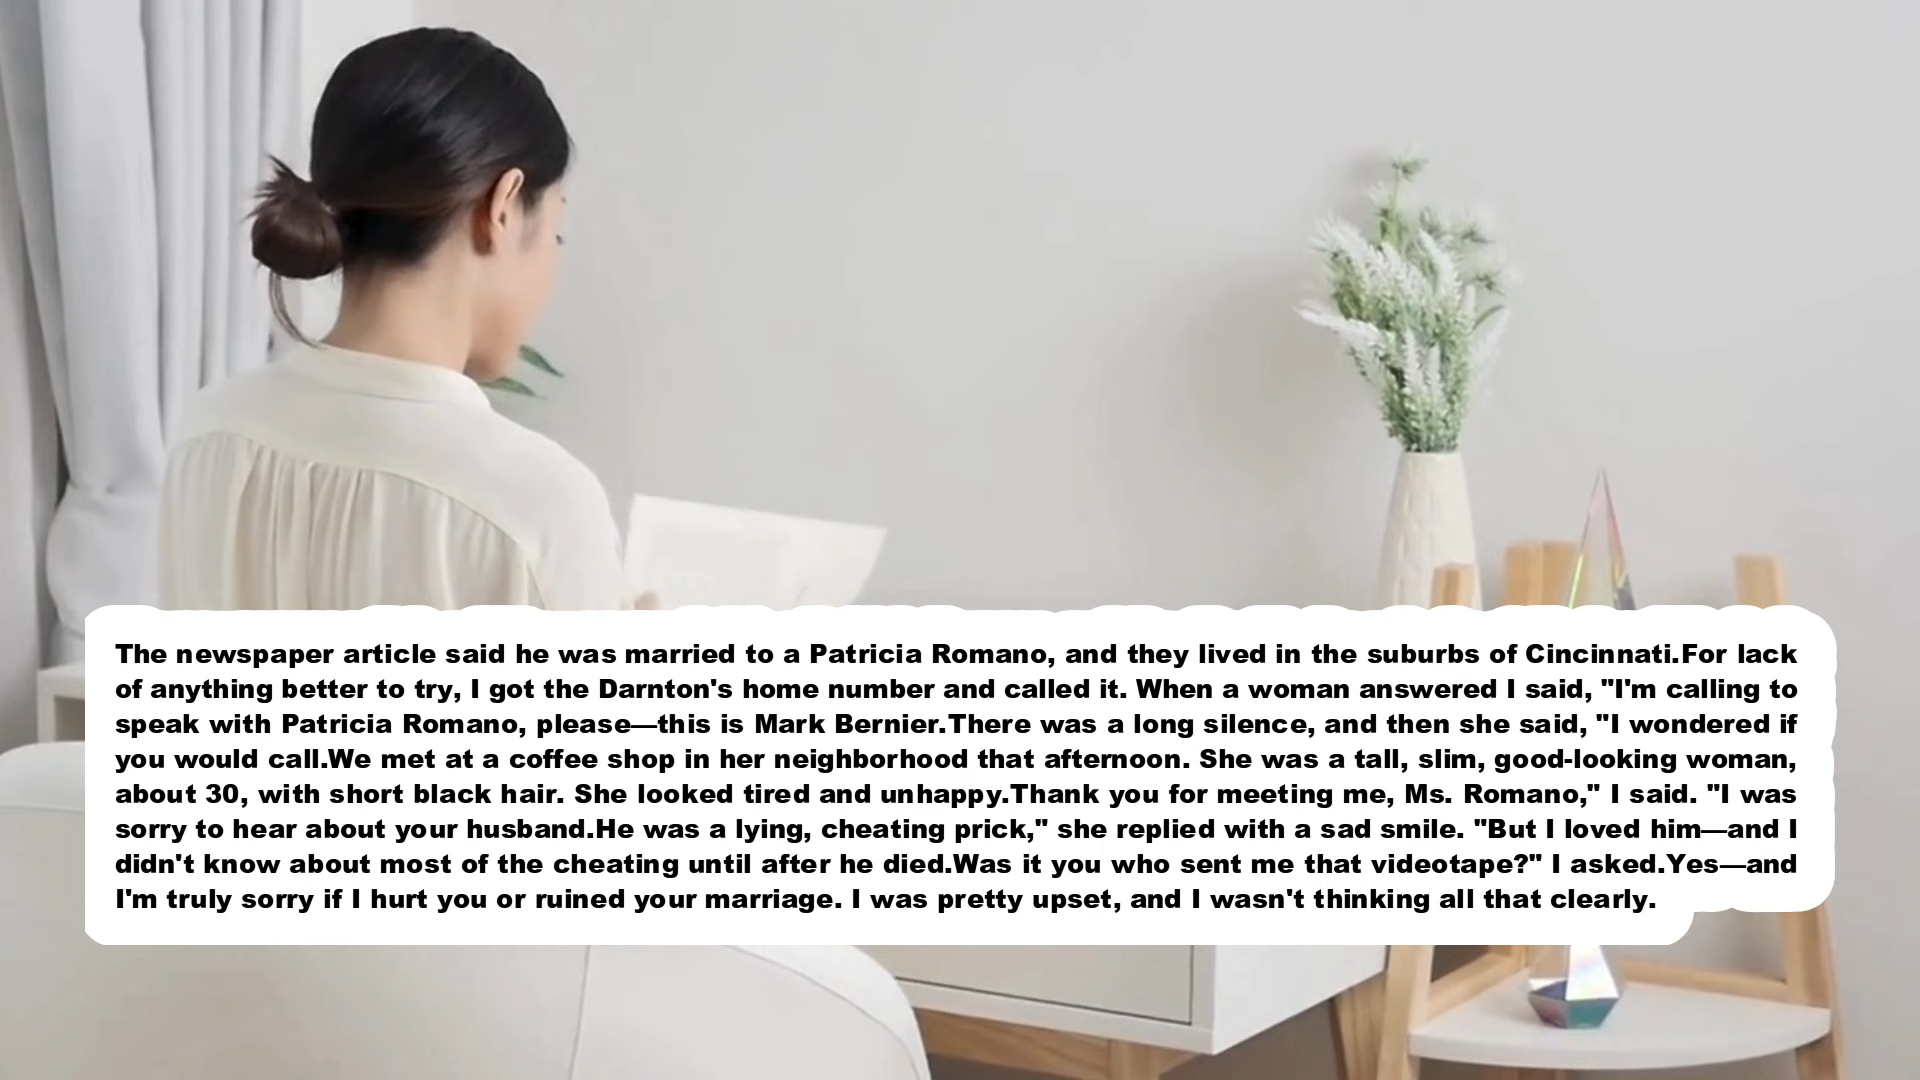 The newspaper article said he was married to a Patricia Romano, and they lived in the suburbs of Cincinnati.For lack
of anything better to try, I got the Darnton's home number and called it. When a woman answered I said, "I'm calling to
speak with Patricia Romano, please—this is Mark Bernier.There was a long silence, and then she said, "I wondered if
you would call.We met at a coffee shop in her neighborhood that afternoon. She was a tall, slim, good-looking woman,
about 30, with short black hair. She looked tired and unhappy.Thank you for meeting me, Ms. Romano," I said. "I was
sorry to hear about your husband.He was a lying, cheating prick," she replied with a sad smile. "But I loved him—and I
didn't know about most of the cheating until after he died.Was it you who sent me that videotape?" I asked.Yes—and
I'm truly sorry if I hurt you or ruined your marriage. I was pretty upset, and I wasn't thinking all that clearly.